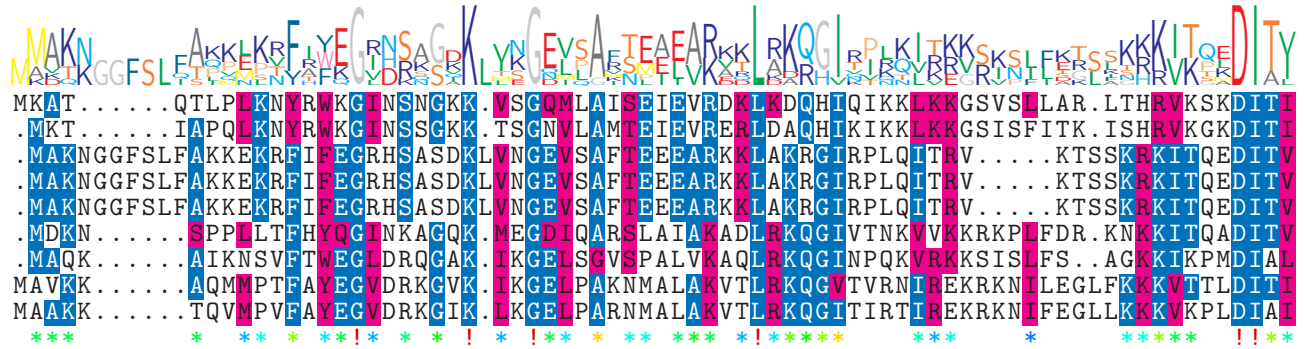 MKAT......QTLPLKNYRWKGINSNGKK.VSGQMLAISEIEVRDKLKDQHIQIKKLKKGSVSLLAR.LTHRVKSKDITI
.MKT......IAPQLKNYRWKGINSSGKK.TSGNVLAMTEIEVRERLDAQHIKIKKLKKGSISFITK.ISHRVKGKDITI
.MAKNGGFSLFAKKEKRFIFEGRHSASDKLVNGEVSAFTEEEARKKLAKRGIRPLQITRV.....KTSSKRKITQEDITV
.MAKNGGFSLFAKKEKRFIFEGRHSASDKLVNGEVSAFTEEEARKKLAKRGIRPLQITRV.....KTSSKRKITQEDITV
.MAKNGGFSLFAKKEKRFIFEGRHSASDKLVNGEVSAFTEEEARKKLAKRGIRPLQITRV.....KTSSKRKITQEDITV
.MDKN......SPPLLTFHYQGINKAGQK.MEGDIQARSLAIAKADLRKQGIVTNKVVKKRKPLFDR.KNKKITQADITV
.MAQK......AIKNSVFTWEGLDRQGAK.IKGELSGVSPALVKAQLRKQGINPQKVRKKSISLFS..AGKKIKPMDIAL
MAVKK......AQMMPTFAYEGVDRKGVK.IKGELPAKNMALAKVTLRKQGVTVRNIREKRKNILEGLFKKKVTTLDITI
MAAKK......TQVMPVFAYEGVDRKGIK.LKGELPARNMALAKVTLRKQGITIRTIREKRKNIFEGLLKKKVKPLDIAI
*** * ** * **!* * * ! * !* * ** *** *!***** *** * ***** !!**